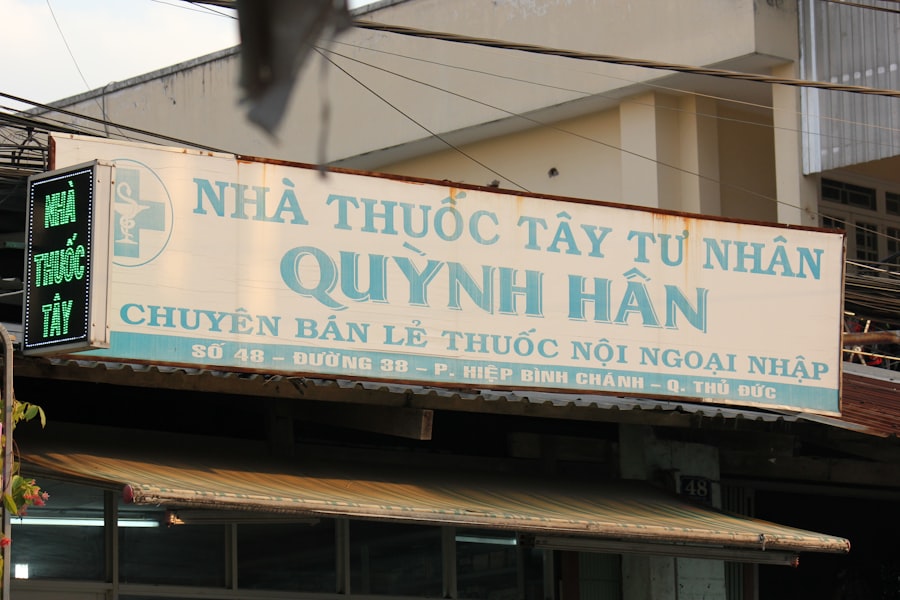 NHÀ
THUỐC
TÂY
NHÀ THUỐC TÂY TƯ NHÂN
QUỲNH HÂN
CHUYÊN BÁN LẺ THUỐC NỘI NGOẠI NHẬP
SỐ 48 - ĐƯỜNG 38 - P. HIỆP BÌNH CHÁNH - Q. THỦ ĐỨC
48